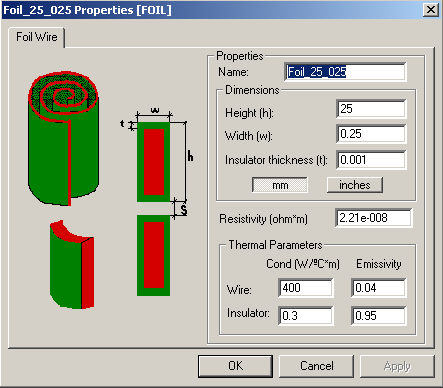 Foil_25_025 Properties [FOIL]
Foil Wire
Properties
Name: Foil_25_025
Dimensions
Height (h): 25
Width (w): 0.25
Insulator thickness (t): 0.001
mm inches
Resistivity (ohm*m) 2.21e-008
Thermal Parameters
Cond (W/ºC*m) Emissivity
Wire: 400 0.04
Insulator: 0.3 0.95
w
t
h
S
OK Cancel Apply